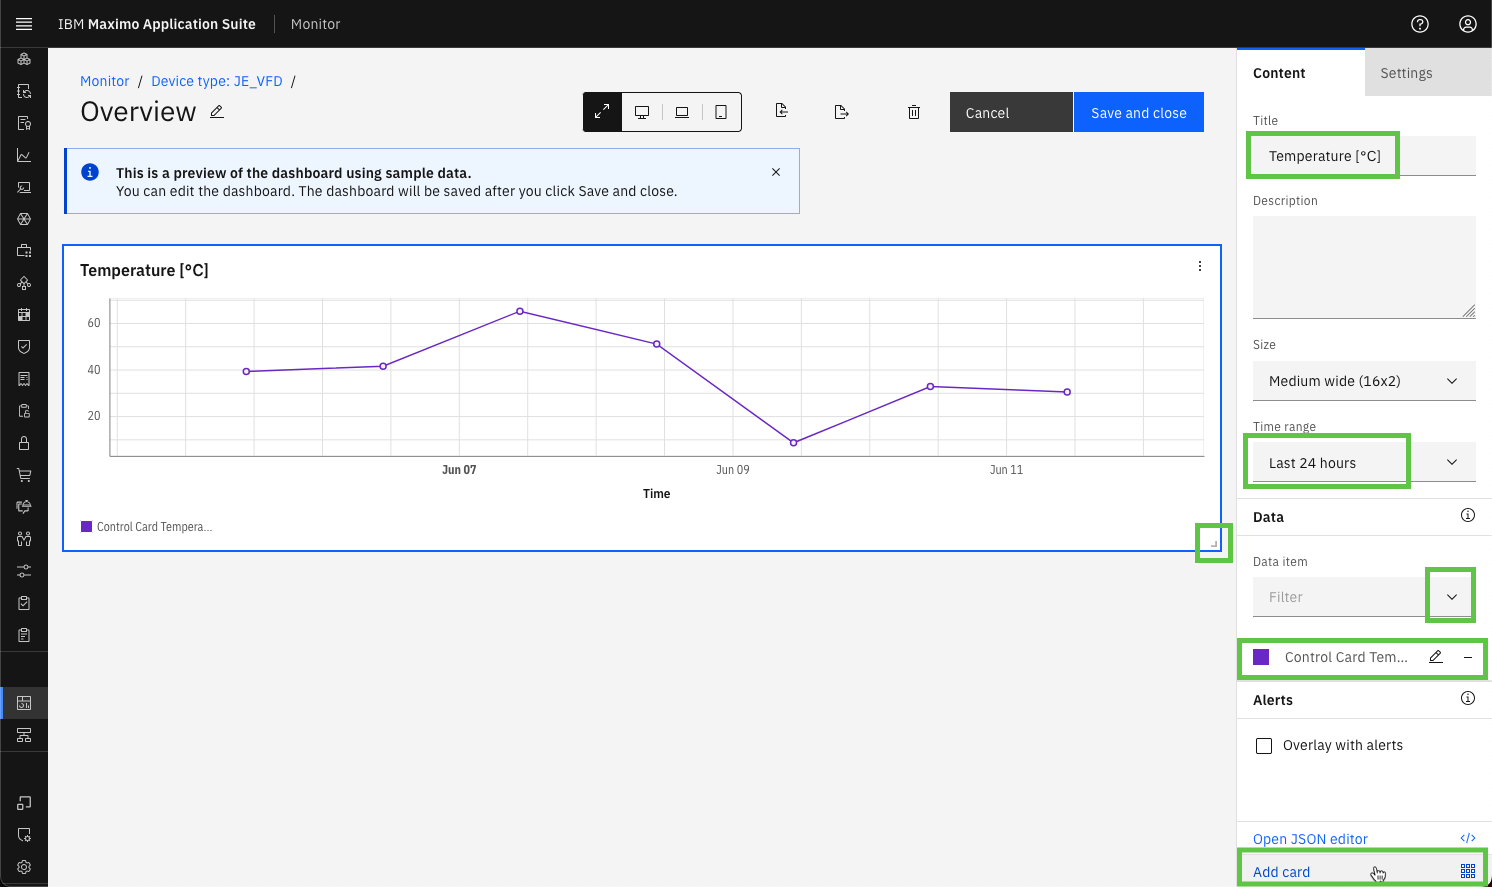 IBM Maximo Application Suite
Monitor
Monitor / Device type: JE_VFD /
Overview
Cancel
Save and close
This is a preview of the dashboard using sample data.
You can edit the dashboard. The dashboard will be saved after you click Save and close.
Temperature [°C]
60
40
20
Jun 07
Jun 09
Jun 11
Time
Control Card Tempera...
Content
Settings
Title
Temperature [°C]
Description
Size
Medium wide (16x2)
Time range
Last 24 hours
Data
Data item
Filter
Control Card Tem...
Alerts
Overlay with alerts
Open JSON editor
Add card